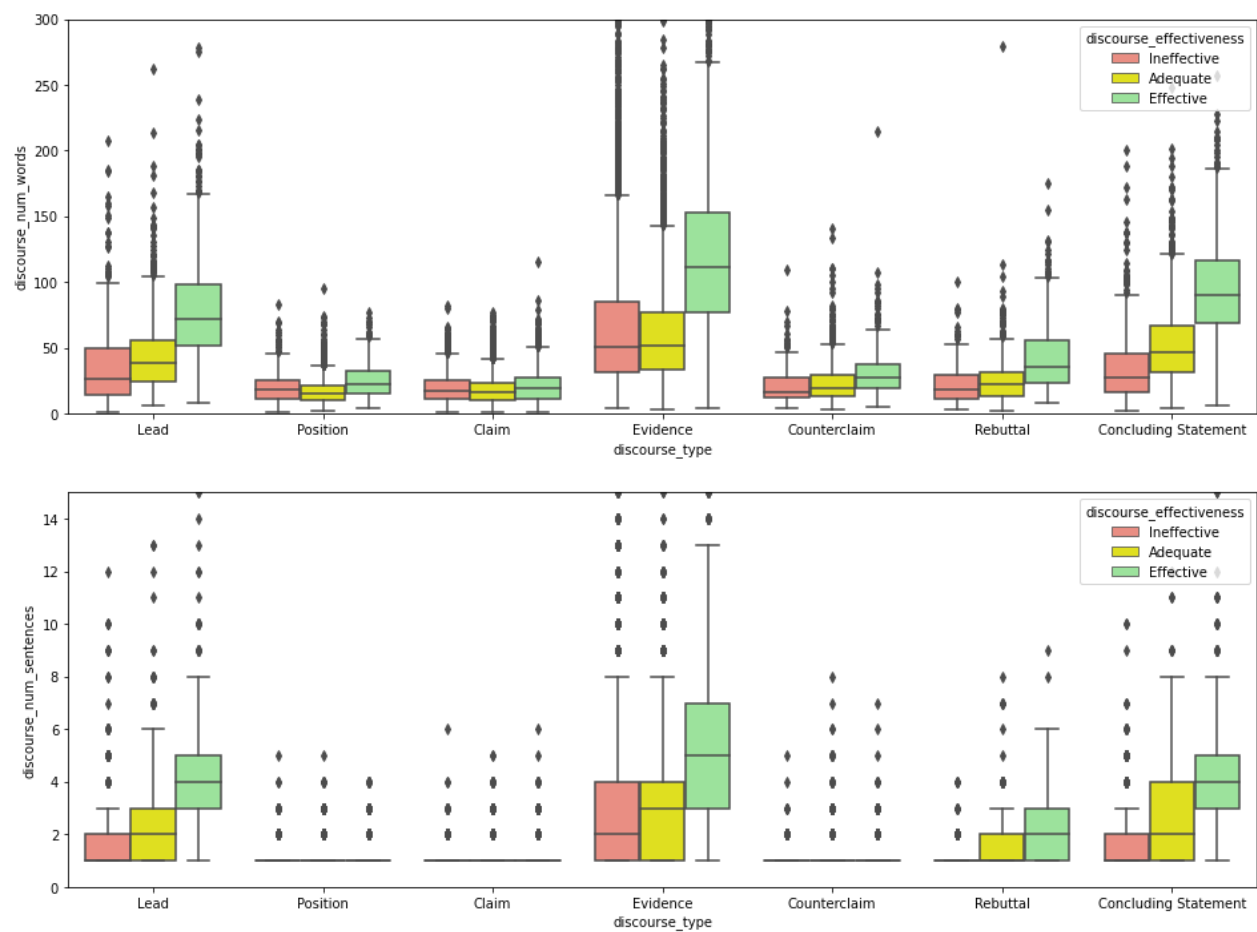 300
250
200
150
100
50
0
discourse_num_words
discourse_effectiveness
Ineffective
Adequate
Effective
Lead Position Claim Evidence Counterclaim Rebuttal Concluding Statement
discourse_type
14
12
10
8
6
4
2
0
discourse_num_sentences
discourse_effectiveness
Ineffective
Adequate
Effective
Lead Position Claim Evidence Counterclaim Rebuttal Concluding Statement
discourse_type